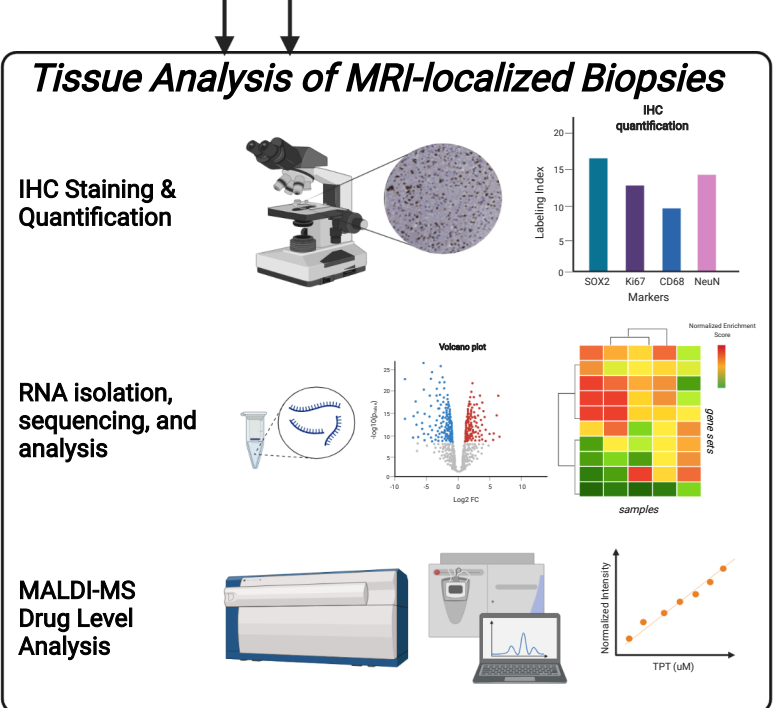 Tissue Analysis of MRI-localized Biopsies
IHC Staining &
Quantification
IHC
quantification
Labeling Index
20
15
10
5
0
SOX2 Ki67 CD68 NeuN
Markers
RNA isolation,
sequencing, and
analysis
Volcano plot
-log10(Padj)
25
20
15
10
5
0
-10 -5 0 5 10
Log2 FC
Normalized Enrichment
Score
gene sets
samples
MALDI-MS
Drug Level
Analysis
Normalized Intensity
TPT (uM)